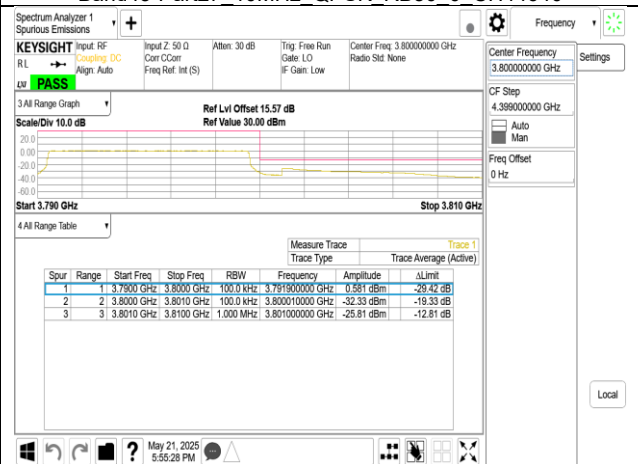 Spectrum Analyzer 1
Spurious Emissions
Frequency
Settings
KEYSIGHT
RL
LXI
PASS
Input: RF
Coupling: DC
Align: Auto
Input Z: 50 Ω
Corr CCorr
Freq Ref: Int (S)
Atten: 30 dB
Trig: Free Run
Gate: LO
IF Gain: Low
Center Freq: 3.800000000 GHz
Radio Std: None
Center Frequency
3.800000000 GHz
CF Step
4.399000000 GHz
Auto
Man
Freq Offset
0 Hz
3 All Range Graph
Scale/Div 10.0 dB
Ref Lvl Offset 15.57 dB
Ref Value 30.00 dBm
20.0
0.00
-20.0
-40.0
-60.0
Start 3.790 GHz
Stop 3.810 GHz
4 All Range Table
Measure Trace Trace 1
Trace Type Trace Average (Active)
Spur Range Start Freq Stop Freq RBW Frequency Amplitude ΔLimit
1 1 3.7900 GHz 3.8000 GHz 100.0 kHz 3.791900000 GHz 0.581 dBm -29.42 dB
2 2 3.8000 GHz 3.8010 GHz 100.0 kHz 3.800010000 GHz -32.33 dBm -19.33 dB
3 3 3.8010 GHz 3.8100 GHz 1.000 MHz 3.801000000 GHz -25.81 dBm -12.81 dB
Local
May 21, 2025
5:55:28 PM